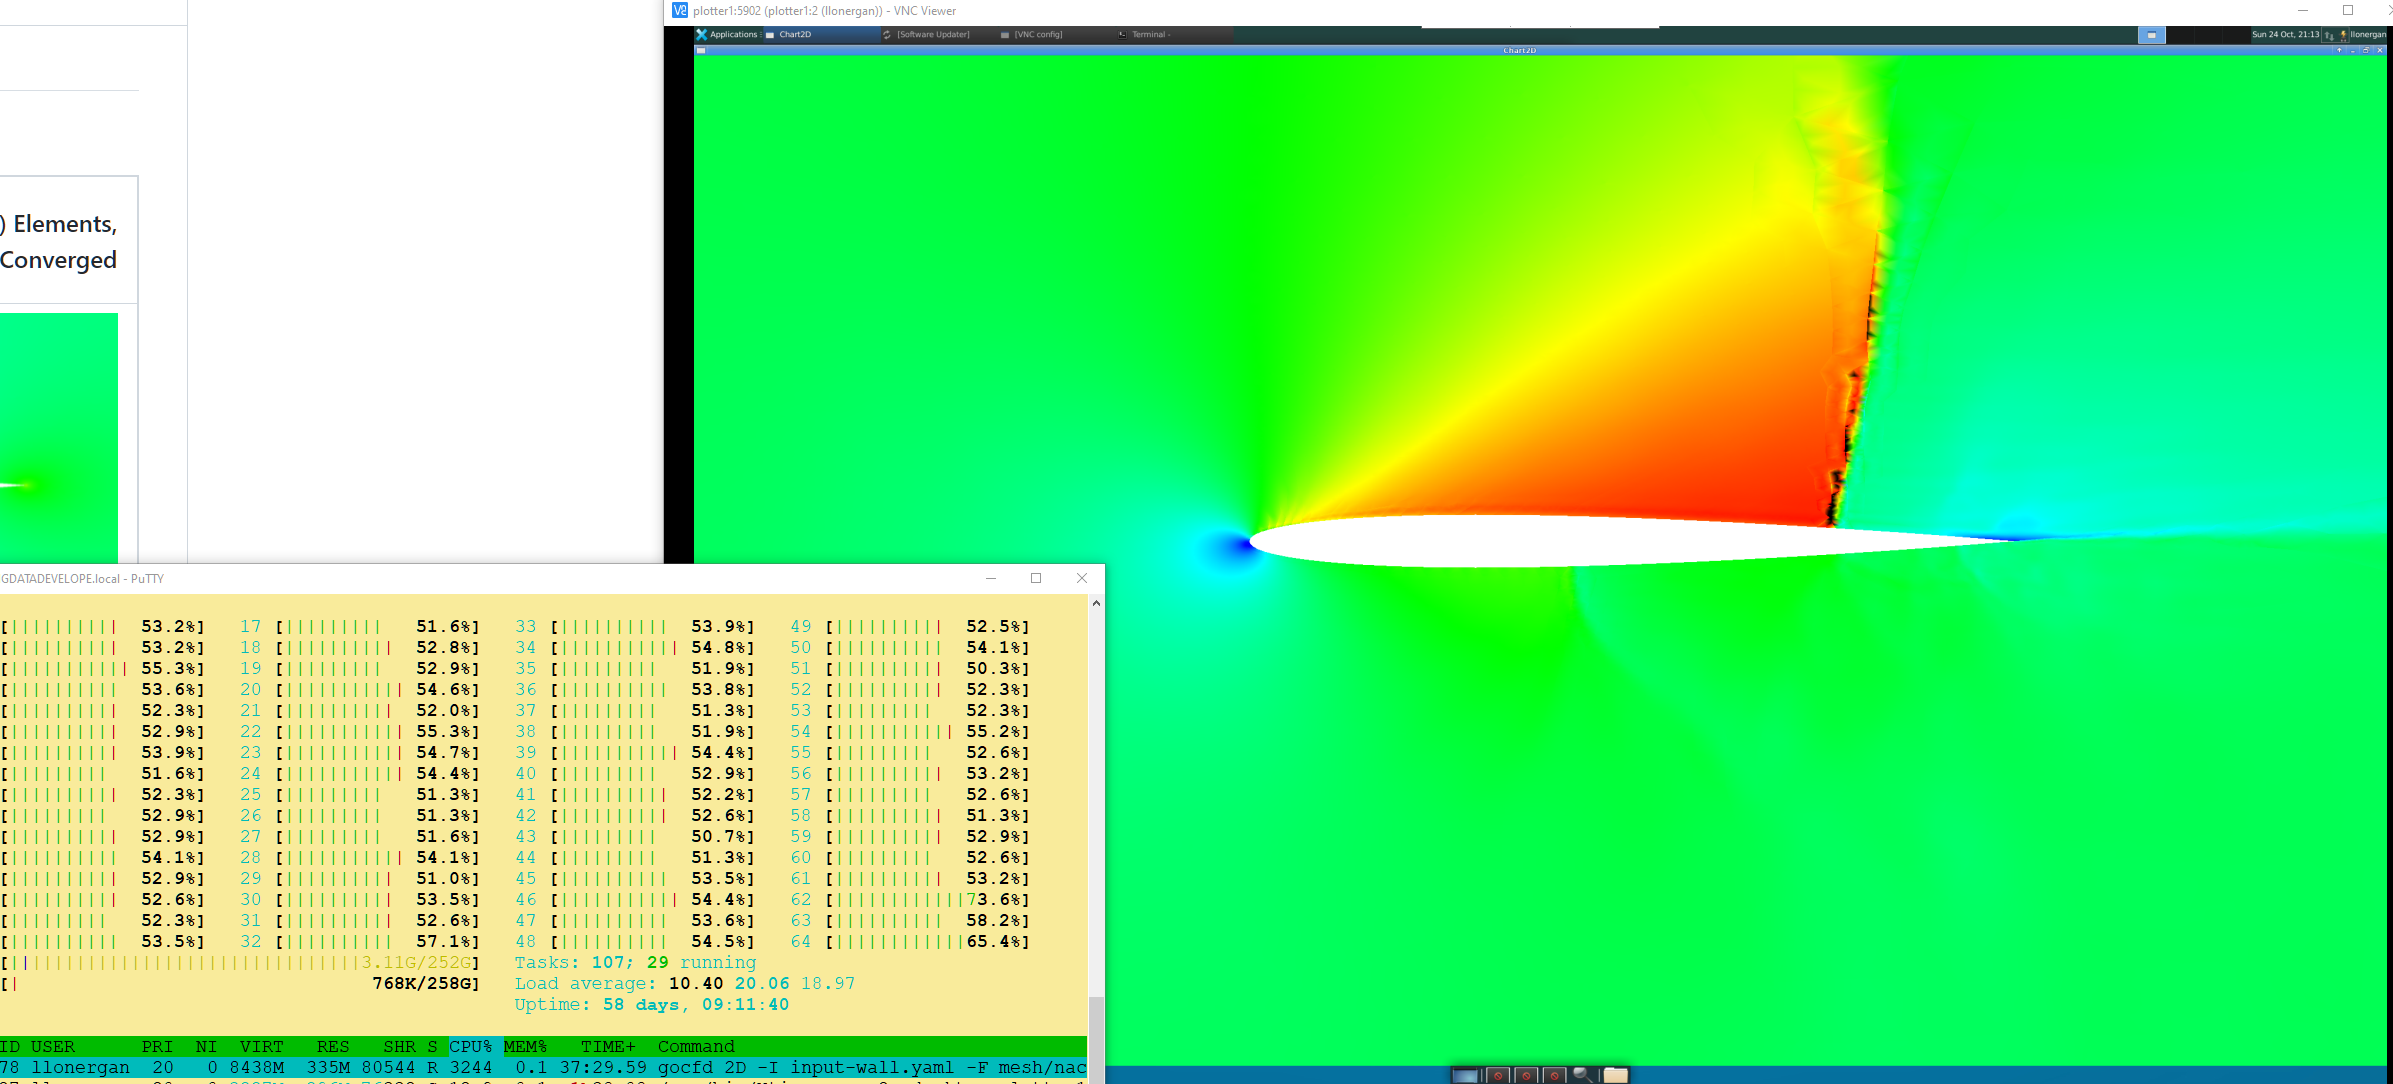 plotter1:5902 (plotter1:2 (llonergan)) - VNC Viewer
Applications
Chart2D
[Software Updater]
[VNC config]
Terminal -
Sun 24 Oct, 21:13
llonergan
Chart2D
) Elements,
Converged
GDATADEVELOPE.local - PuTTY
[ 53.2%] 17 [ 51.6%] 33 [ 53.9%] 49 [ 52.5%]
[ 53.2%] 18 [ 52.8%] 34 [ 54.8%] 50 [ 54.1%]
[ 55.3%] 19 [ 52.9%] 35 [ 51.9%] 51 [ 50.3%]
[ 53.6%] 20 [ 54.6%] 36 [ 53.8%] 52 [ 52.3%]
[ 52.3%] 21 [ 52.0%] 37 [ 51.3%] 53 [ 52.3%]
[ 52.9%] 22 [ 55.3%] 38 [ 51.9%] 54 [ 55.2%]
[ 53.9%] 23 [ 54.7%] 39 [ 54.4%] 55 [ 52.6%]
[ 51.6%] 24 [ 54.4%] 40 [ 52.9%] 56 [ 53.2%]
[ 52.3%] 25 [ 51.3%] 41 [ 52.2%] 57 [ 52.6%]
[ 52.9%] 26 [ 51.3%] 42 [ 52.6%] 58 [ 51.3%]
[ 52.9%] 27 [ 51.6%] 43 [ 50.7%] 59 [ 52.9%]
[ 54.1%] 28 [ 54.1%] 44 [ 51.3%] 60 [ 52.6%]
[ 52.9%] 29 [ 51.0%] 45 [ 53.5%] 61 [ 53.2%]
[ 52.6%] 30 [ 53.5%] 46 [ 54.4%] 62 [ 73.6%]
[ 52.3%] 31 [ 52.6%] 47 [ 53.6%] 63 [ 58.2%]
[ 53.5%] 32 [ 57.1%] 48 [ 54.5%] 64 [ 65.4%]
[ 3.11G/252G] Tasks: 107; 29 running
[ 768K/258G] Load average: 10.40 20.06 18.97
Uptime: 58 days, 09:11:40
ID USER PRI NI VIRT RES SHR S CPU% MEM% TIME+ Command
78 llonergan 20 0 8438M 335M 80544 R 3244 0.1 37:29.59 gocfd 2D -I input-wall.yaml -F mesh/nac